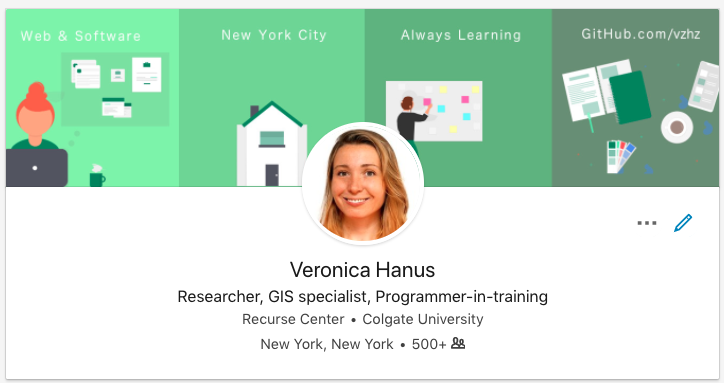 Web & Software
New York City
Always Learning
GitHub.com/vzhz
Veronica Hanus
Researcher, GIS specialist, Programmer-in-training
Recurse Center • Colgate University
New York, New York • 500+